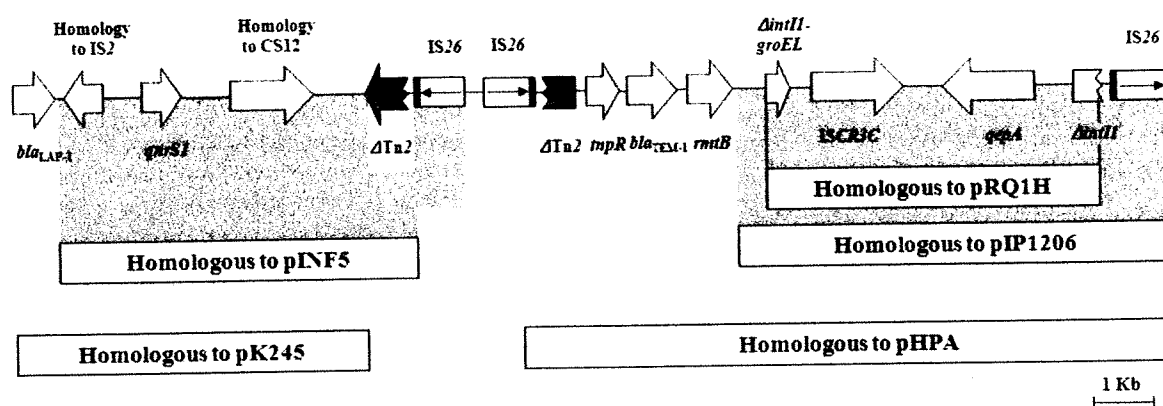 Homology
to IS2
Homology
to CS12
IS26
IS26
ΔintI1-
groEL
IS26
blaLAP-2
qnrS1
ΔTn2
ΔTn2 tnpR blaTEM-1 rmtB
ISCR3C
qepA
ΔintI1
Homologous to pRQ1H
Homologous to pINF5
Homologous to pIP1206
Homologous to pK245
Homologous to pHPA
1 Kb